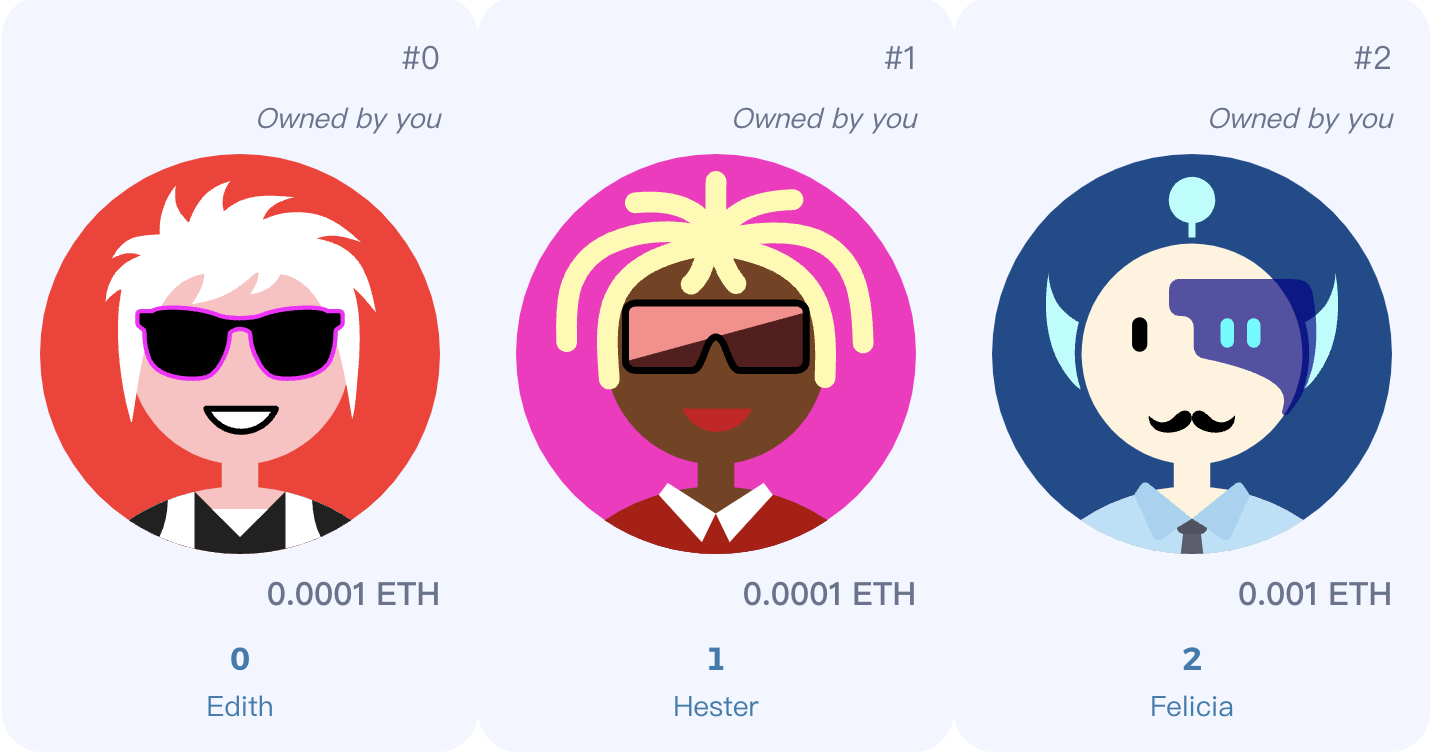 #0
Owned by you
0.0001 ETH
0
Edith
#1
Owned by you
0.0001 ETH
1
Hester
#2
Owned by you
0.001 ETH
2
Felicia